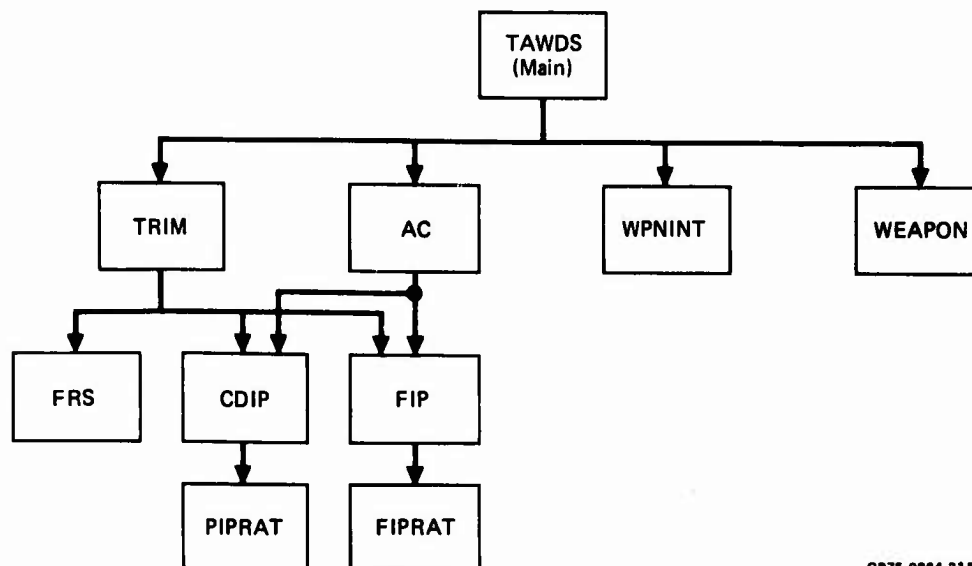 TAWDS
(Main)
TRIM
AC
WPNINT
WEAPON
FRS
CDIP
FIP
PIPRAT
FIPRAT